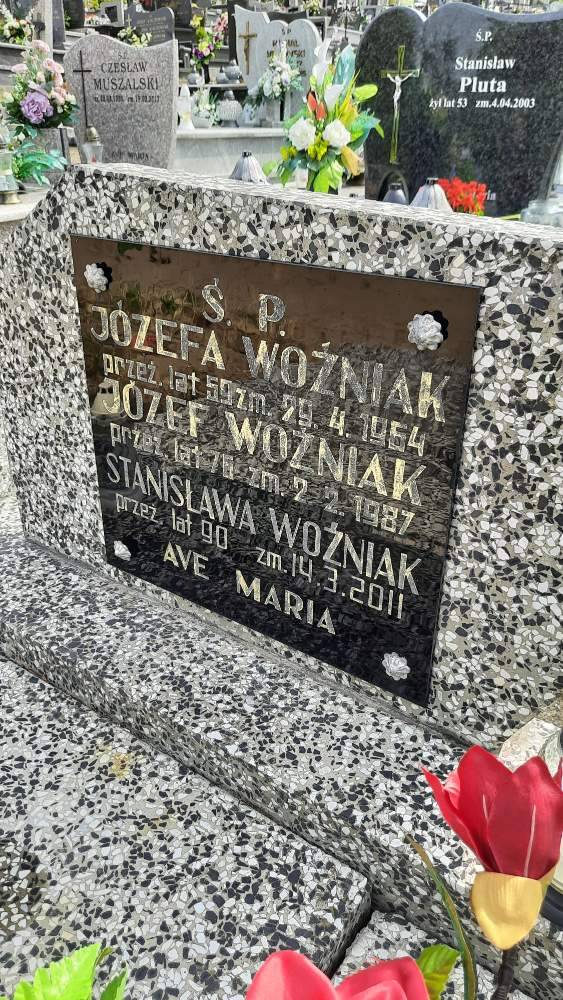 CZESŁAW
MUSZALSKI
Ś.P.
Stanisław
Pluta
żył lat 53 zm.4.04.2003
Ś. P.
JÓZEFA WOŹNIAK
przeż. lat 59 zm. 29. 4. 1964
JÓZEF WOŹNIAK
przeż. lat zm. 2. 2. 1987
STANISŁAWA WOŹNIAK
przeż. lat 90 zm. 14. 3. 2011
AVE MARIA